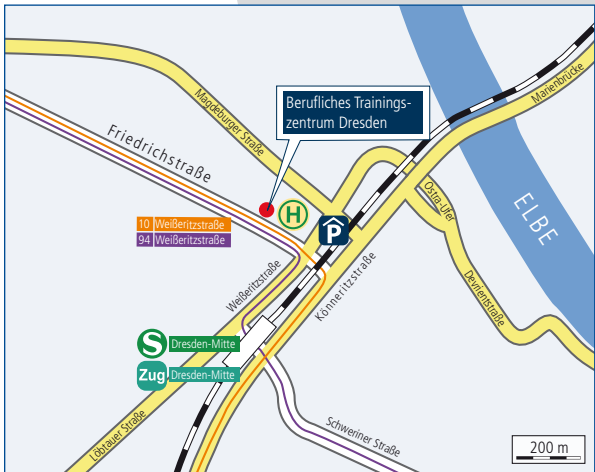 Magdeburger Straße
Marienbrücke
Berufliches Trainings-
zentrum Dresden
Friedrichstraße
H
Ostra-Ufer
ELBE
P
10 Weißeritzstraße
94 Weißeritzstraße
Weißeritzstraße
Könneritzstraße
Devrientstraße
S Dresden-Mitte
Zug Dresden-Mitte
Löbtauer Straße
Schweriner Straße
200 m